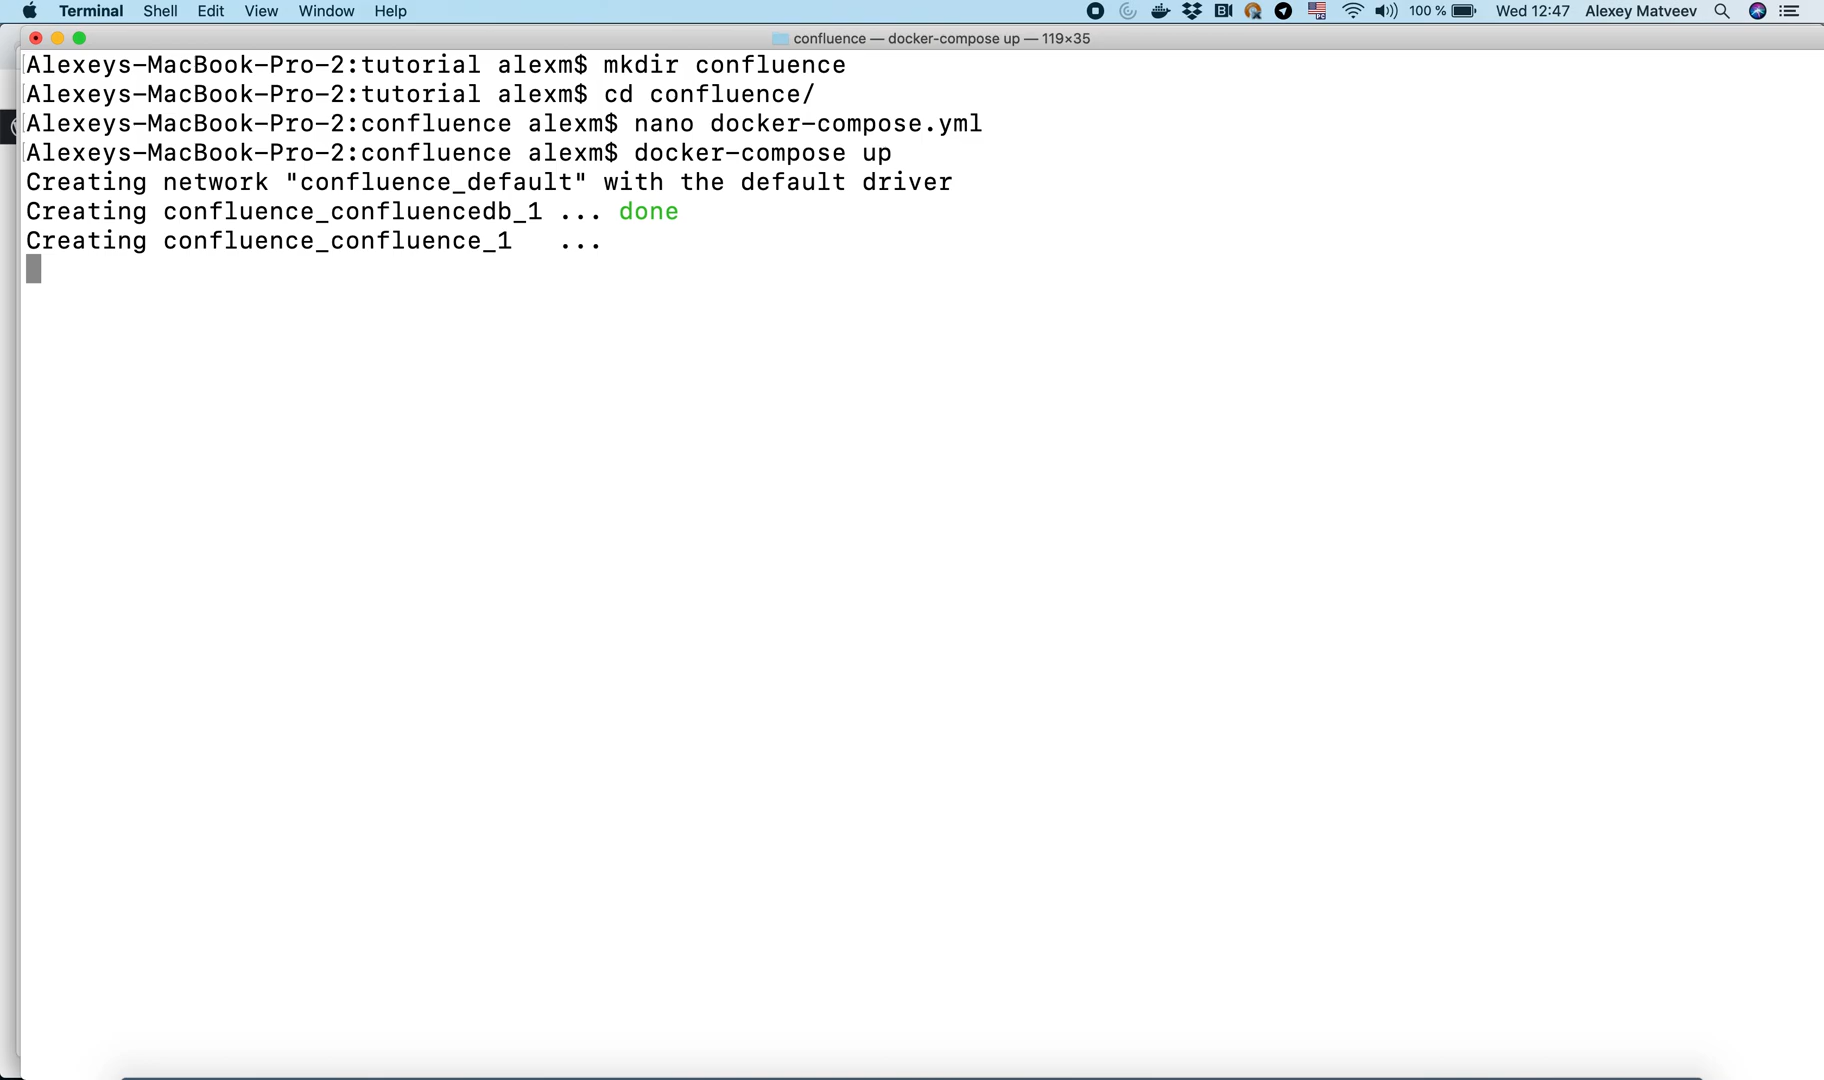 Terminal Shell Edit View Window Help 100 % Wed 12:47 Alexey Matveev
confluence — docker-compose up — 119×35
Alexeys-MacBook-Pro-2:tutorial alexm$ mkdir confluence
Alexeys-MacBook-Pro-2:tutorial alexm$ cd confluence/
Alexeys-MacBook-Pro-2:confluence alexm$ nano docker-compose.yml
Alexeys-MacBook-Pro-2:confluence alexm$ docker-compose up
Creating network "confluence_default" with the default driver
Creating confluence_confluencedb_1 ... done
Creating confluence_confluence_1   ...